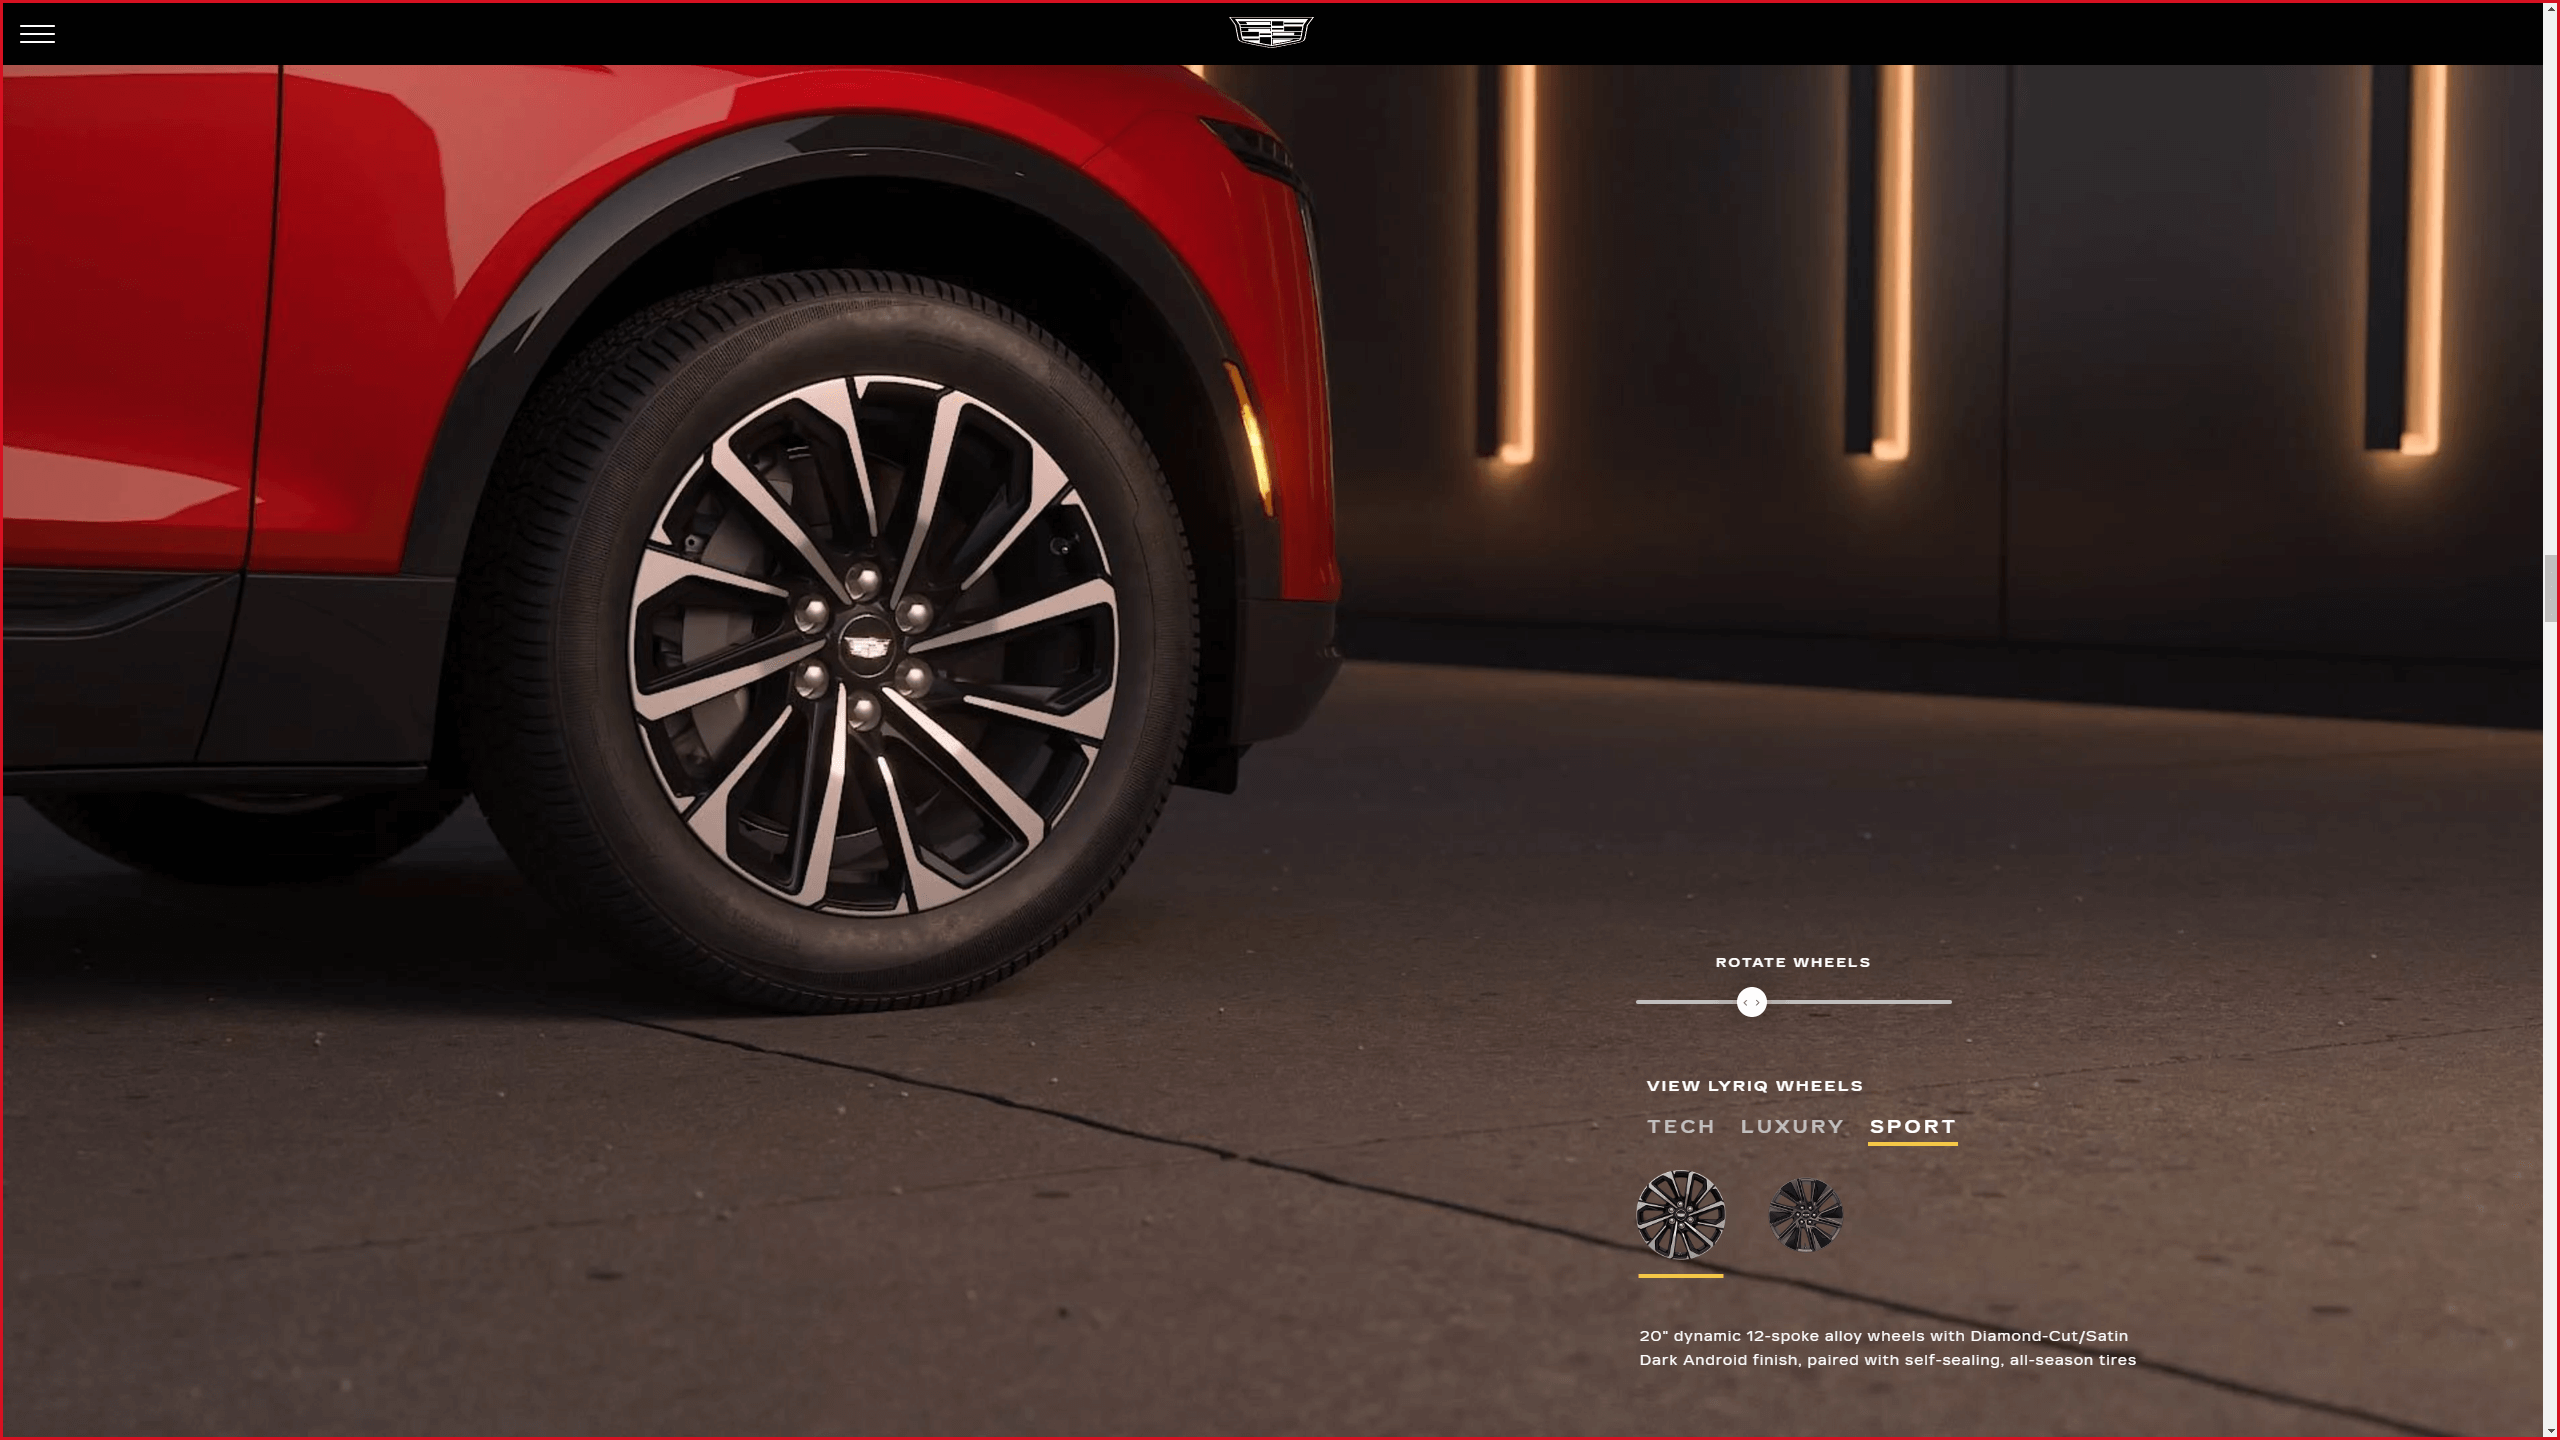 ROTATE WHEELS
VIEW LYRIQ WHEELS
TECH LUXURY SPORT
20" dynamic 12-spoke alloy wheels with Diamond-Cut/Satin
Dark Android finish, paired with self-sealing, all-season tires